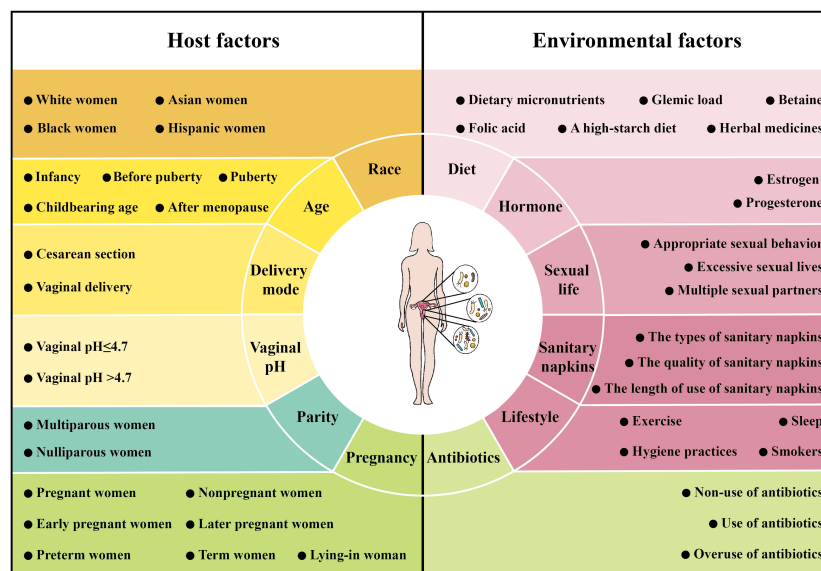 Host factors
Environmental factors
● White women ● Asian women
● Black women ● Hispanic women
Race
● Infancy ● Before puberty ● Puberty
● Childbearing age ● After menopause
Age
● Cesarean section
● Vaginal delivery
Delivery
mode
● Vaginal pH≤4.7
● Vaginal pH >4.7
Vaginal
pH
● Multiparous women
● Nulliparous women
Parity
● Pregnant women ● Nonpregnant women
● Early pregnant women ● Later pregnant women
● Preterm women ● Term women ● Lying-in woman
Pregnancy
● Dietary micronutrients ● Glemic load ● Betaine
● Folic acid ● A high-starch diet ● Herbal medicines
Diet
● Estrogen
● Progesterone
Hormone
● Appropriate sexual behavior
● Excessive sexual lives
● Multiple sexual partners
Sexual
life
● The types of sanitary napkins
● The quality of sanitary napkins
● The length of use of sanitary napkins
Sanitary
napkins
● Exercise ● Sleep
● Hygiene practices ● Smokers
Lifestyle
● Non-use of antibiotics
● Use of antibiotics
● Overuse of antibiotics
Antibiotics